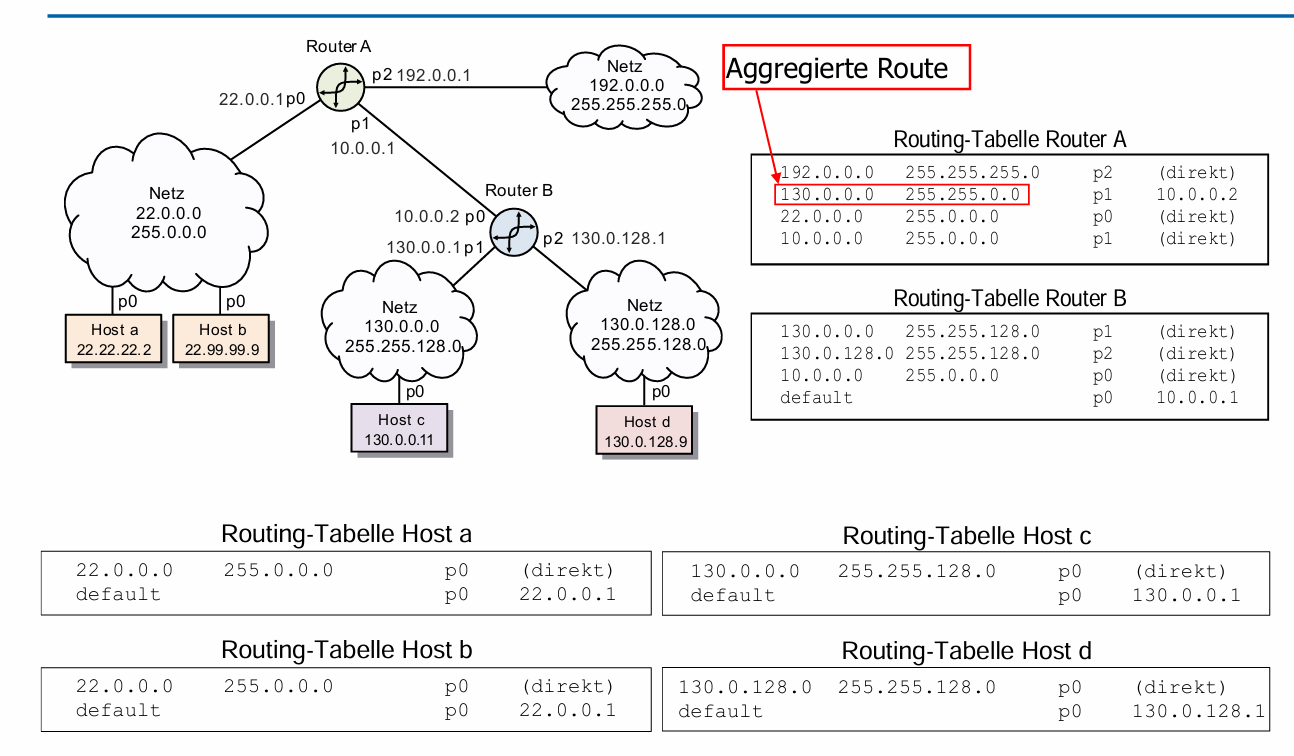 Router A
p2 192.0.0.1
22.0.0.1 p0
p1
10.0.0.1
Netz
192.0.0.0
255.255.255.0
Aggregierte Route
Netz
22.0.0.0
255.0.0.0
Router B
10.0.0.2 p0
130.0.0.1 p1
p2 130.0.128.1
p0
p0
Host a
22.22.22.2
Host b
22.99.99.9
Netz
130.0.0.0
255.255.128.0
Netz
130.0.128.0
255.255.128.0
p0
p0
Host c
130.0.0.11
Host d
130.0.128.9
Routing-Tabelle Router A
192.0.0.0 255.255.255.0 p2 (direkt)
130.0.0.0 255.255.0.0 p1 10.0.0.2
22.0.0.0 255.0.0.0 p0 (direkt)
10.0.0.0 255.0.0.0 p1 (direkt)
Routing-Tabelle Router B
130.0.0.0 255.255.128.0 p1 (direkt)
130.0.128.0 255.255.128.0 p2 (direkt)
10.0.0.0 255.0.0.0 p0 (direkt)
default p0 10.0.0.1
Routing-Tabelle Host a
22.0.0.0 255.0.0.0 p0 (direkt)
default p0 22.0.0.1
Routing-Tabelle Host c
130.0.0.0 255.255.128.0 p0 (direkt)
default p0 130.0.0.1
Routing-Tabelle Host b
22.0.0.0 255.0.0.0 p0 (direkt)
default p0 22.0.0.1
Routing-Tabelle Host d
130.0.128.0 255.255.128.0 p0 (direkt)
default p0 130.0.128.1